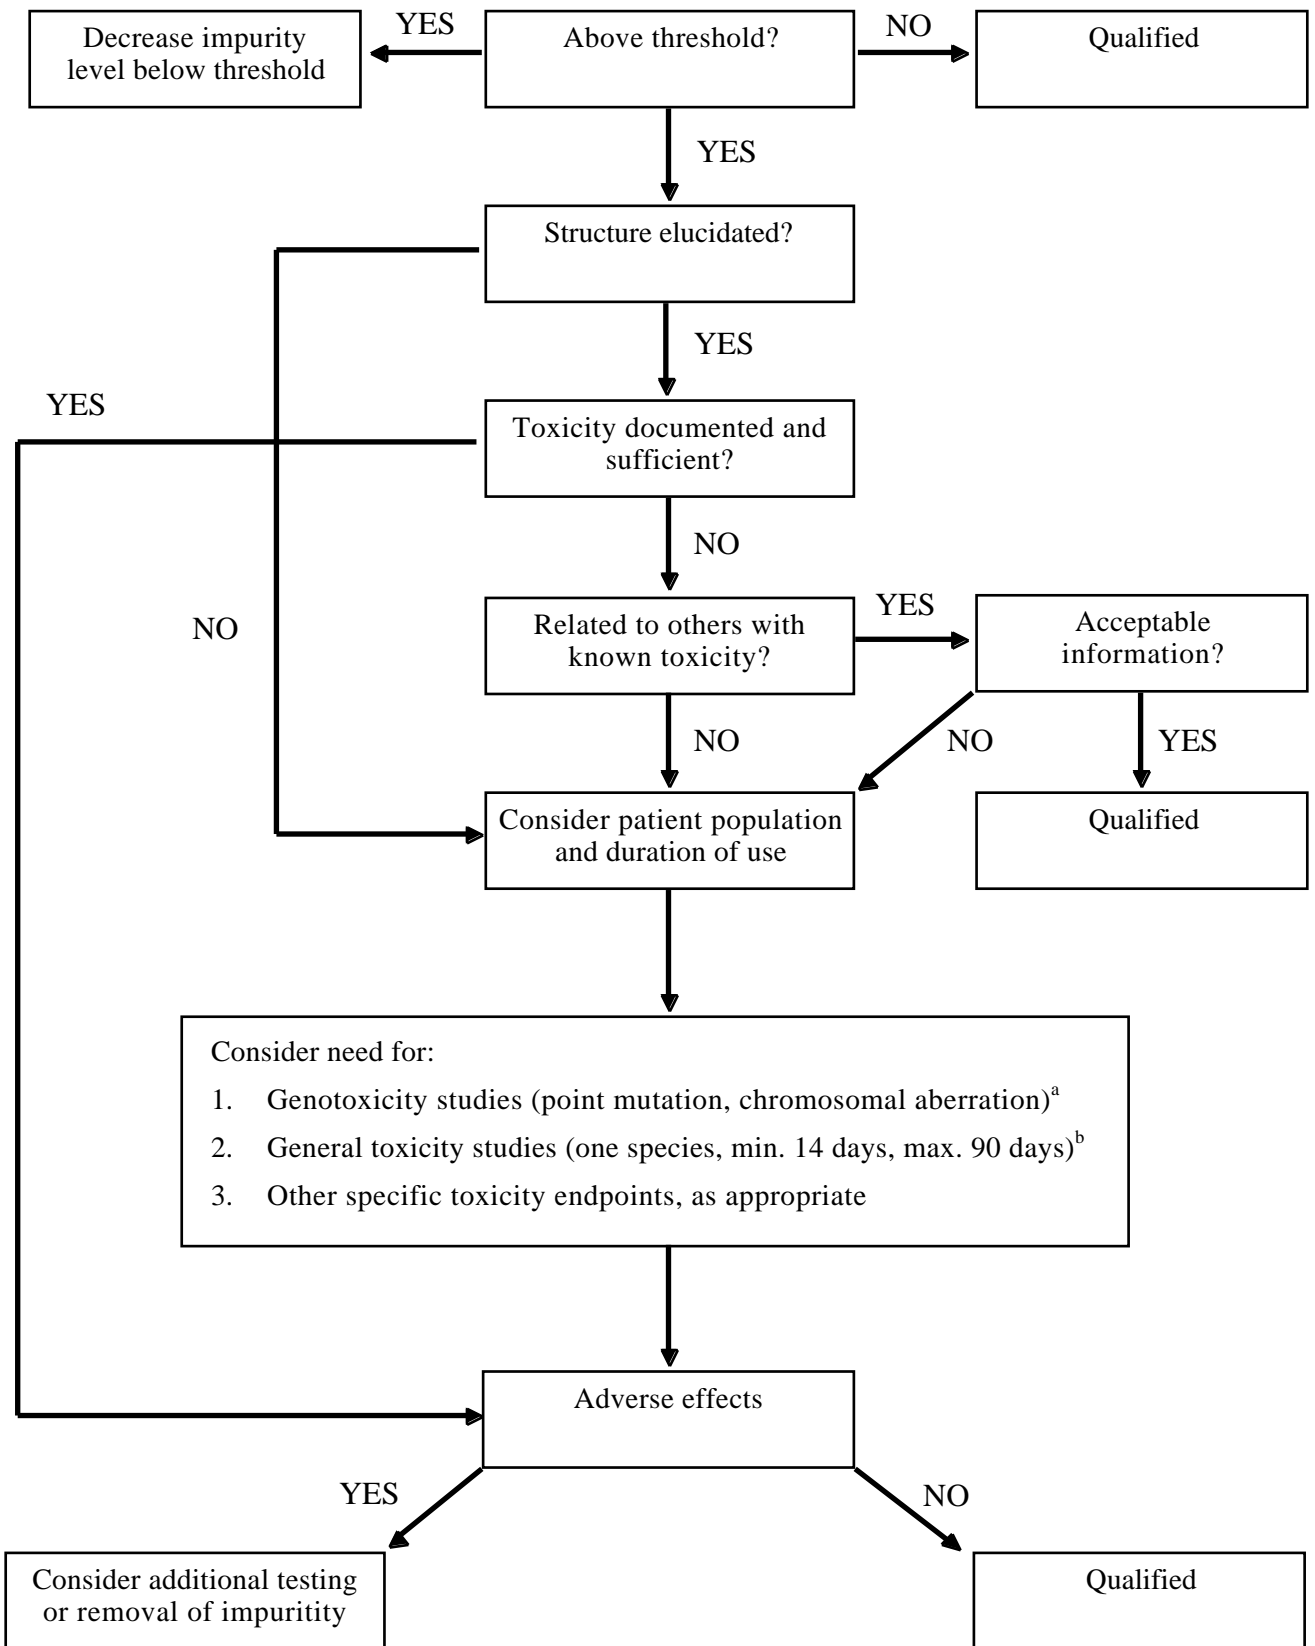 YES
NO
Decrease impurity
level below threshold
Above threshold?
Qualified
YES
Structure elucidated?
YES
YES
Toxicity documented and
sufficient?
NO
NO
Related to others with
known toxicity?
YES
Acceptable
information?
NO
NO
YES
Consider patient population
and duration of use
Qualified
Consider need for:
1. Genotoxicity studies (point mutation, chromosomal aberration)a
2. General toxicity studies (one species, min. 14 days, max. 90 days)b
3. Other specific toxicity endpoints, as appropriate
Adverse effects
YES
NO
Consider additional testing
or removal of impuritity
Qualified